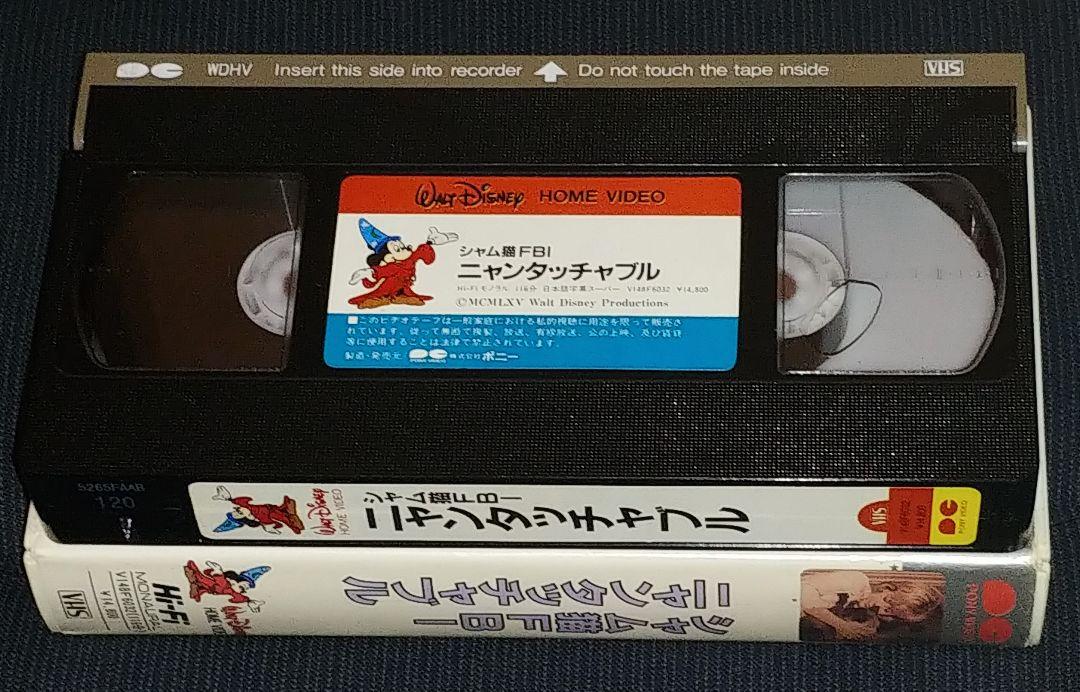 WDHV Insert this side into recorder Do not touch the tape inside VHS
WALT DISNEY HOME VIDEO
シャム猫FBI
ニャンタッチャブル
Hi-Fi モノラル 116分 日本語字幕スーパー V148F6032 ¥14,800
©MCMLXV Walt Disney Productions
■このビデオテープは一般家庭における私的視聴に用途を限って販売さ
れています。従って無断で複製、放送、有線放送、公の上映、及び賃貸
等に使用することは法律で禁止されています。
製造・発売元 PONY VIDEO 株式会社ポニー
5265FAAB
120
WALT DISNEY
HOME VIDEO
シャム猫FBI
ニャンタッチャブル
VHS
V148F6032
¥14,800
PONY VIDEO
シャム猫FBI
ニャンタッチャブル
Hi-Fi
VHS
¥14,800